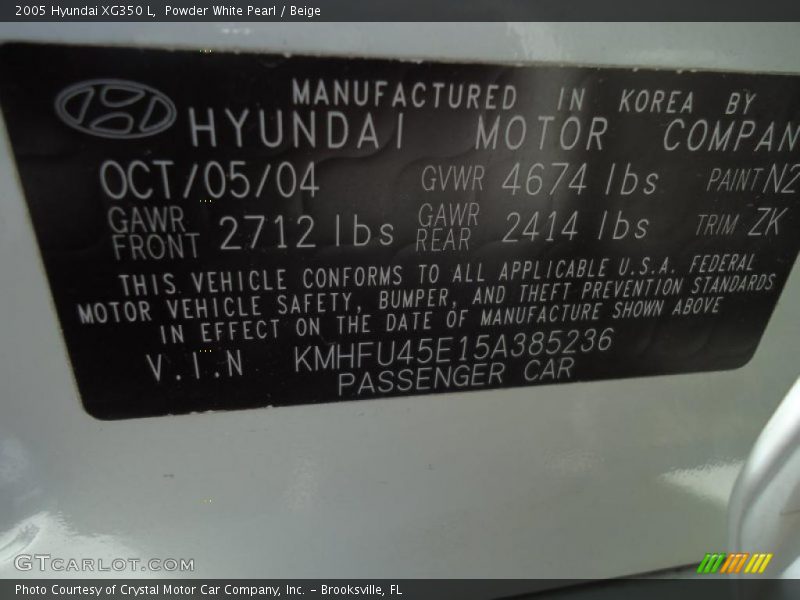 2005 Hyundai XG350 L, Powder White Pearl / Beige
MANUFACTURED IN KOREA BY
HYUNDAI MOTOR COMPAN
OCT/05/04 GVWR 4674 lbs PAINT N2
GAWR FRONT 2712 lbs GAWR REAR 2414 lbs TRIM ZK
THIS VEHICLE CONFORMS TO ALL APPLICABLE U.S.A. FEDERAL
MOTOR VEHICLE SAFETY, BUMPER, AND THEFT PREVENTION STANDARDS
IN EFFECT ON THE DATE OF MANUFACTURE SHOWN ABOVE
V.I.N KMHFU45E15A385236
PASSENGER CAR
GTCARLOT.COM
Photo Courtesy of Crystal Motor Car Company, Inc. – Brooksville, FL